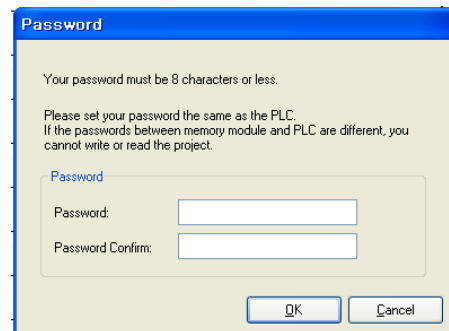 Password
Your password must be 8 characters or less.
Please set your password the same as the PLC.
If the passwords between memory module and PLC are different, you
cannot write or read the project.
Password
Password:
Password Confirm:
OK
Cancel